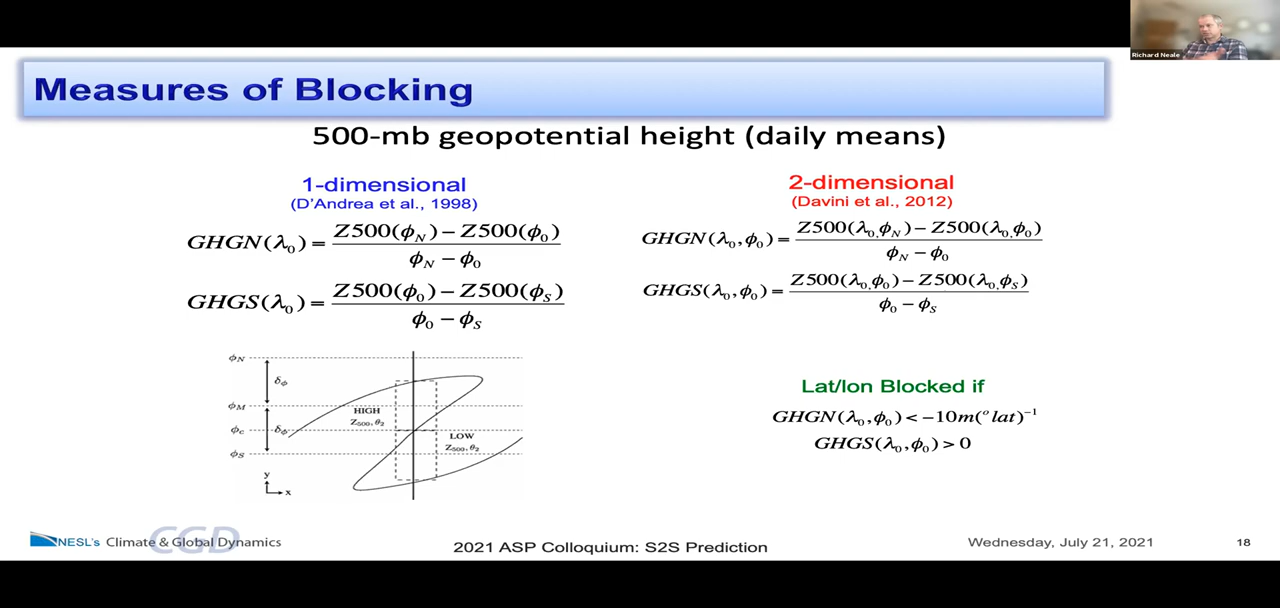 Richard Neale
Measures of Blocking
500-mb geopotential height (daily means)
1-dimensional
(D'Andrea et al., 1998)
GHGN(λ₀) = (Z500(ϕ_N) − Z500(ϕ₀)) / (ϕ_N − ϕ₀)
GHGS(λ₀) = (Z500(ϕ₀) − Z500(ϕ_S)) / (ϕ₀ − ϕ_S)
ϕ_N
δ_ϕ
ϕ_M
HIGH
Z₅₀₀,θ₂
ϕ_c
δ_ϕ
LOW
Z₅₀₀,θ₂
ϕ_S
y
x
2-dimensional
(Davini et al., 2012)
GHGN(λ₀,ϕ₀) = (Z500(λ₀,ϕ_N) − Z500(λ₀,ϕ₀)) / (ϕ_N − ϕ₀)
GHGS(λ₀,ϕ₀) = (Z500(λ₀,ϕ₀) − Z500(λ₀,ϕ_S)) / (ϕ₀ − ϕ_S)
Lat/lon Blocked if
GHGN(λ₀,ϕ₀) < −10m(° lat)⁻¹
GHGS(λ₀,ϕ₀) > 0
NESL's Climate & Global Dynamics
CGD
2021 ASP Colloquium: S2S Prediction
Wednesday, July 21, 2021
18